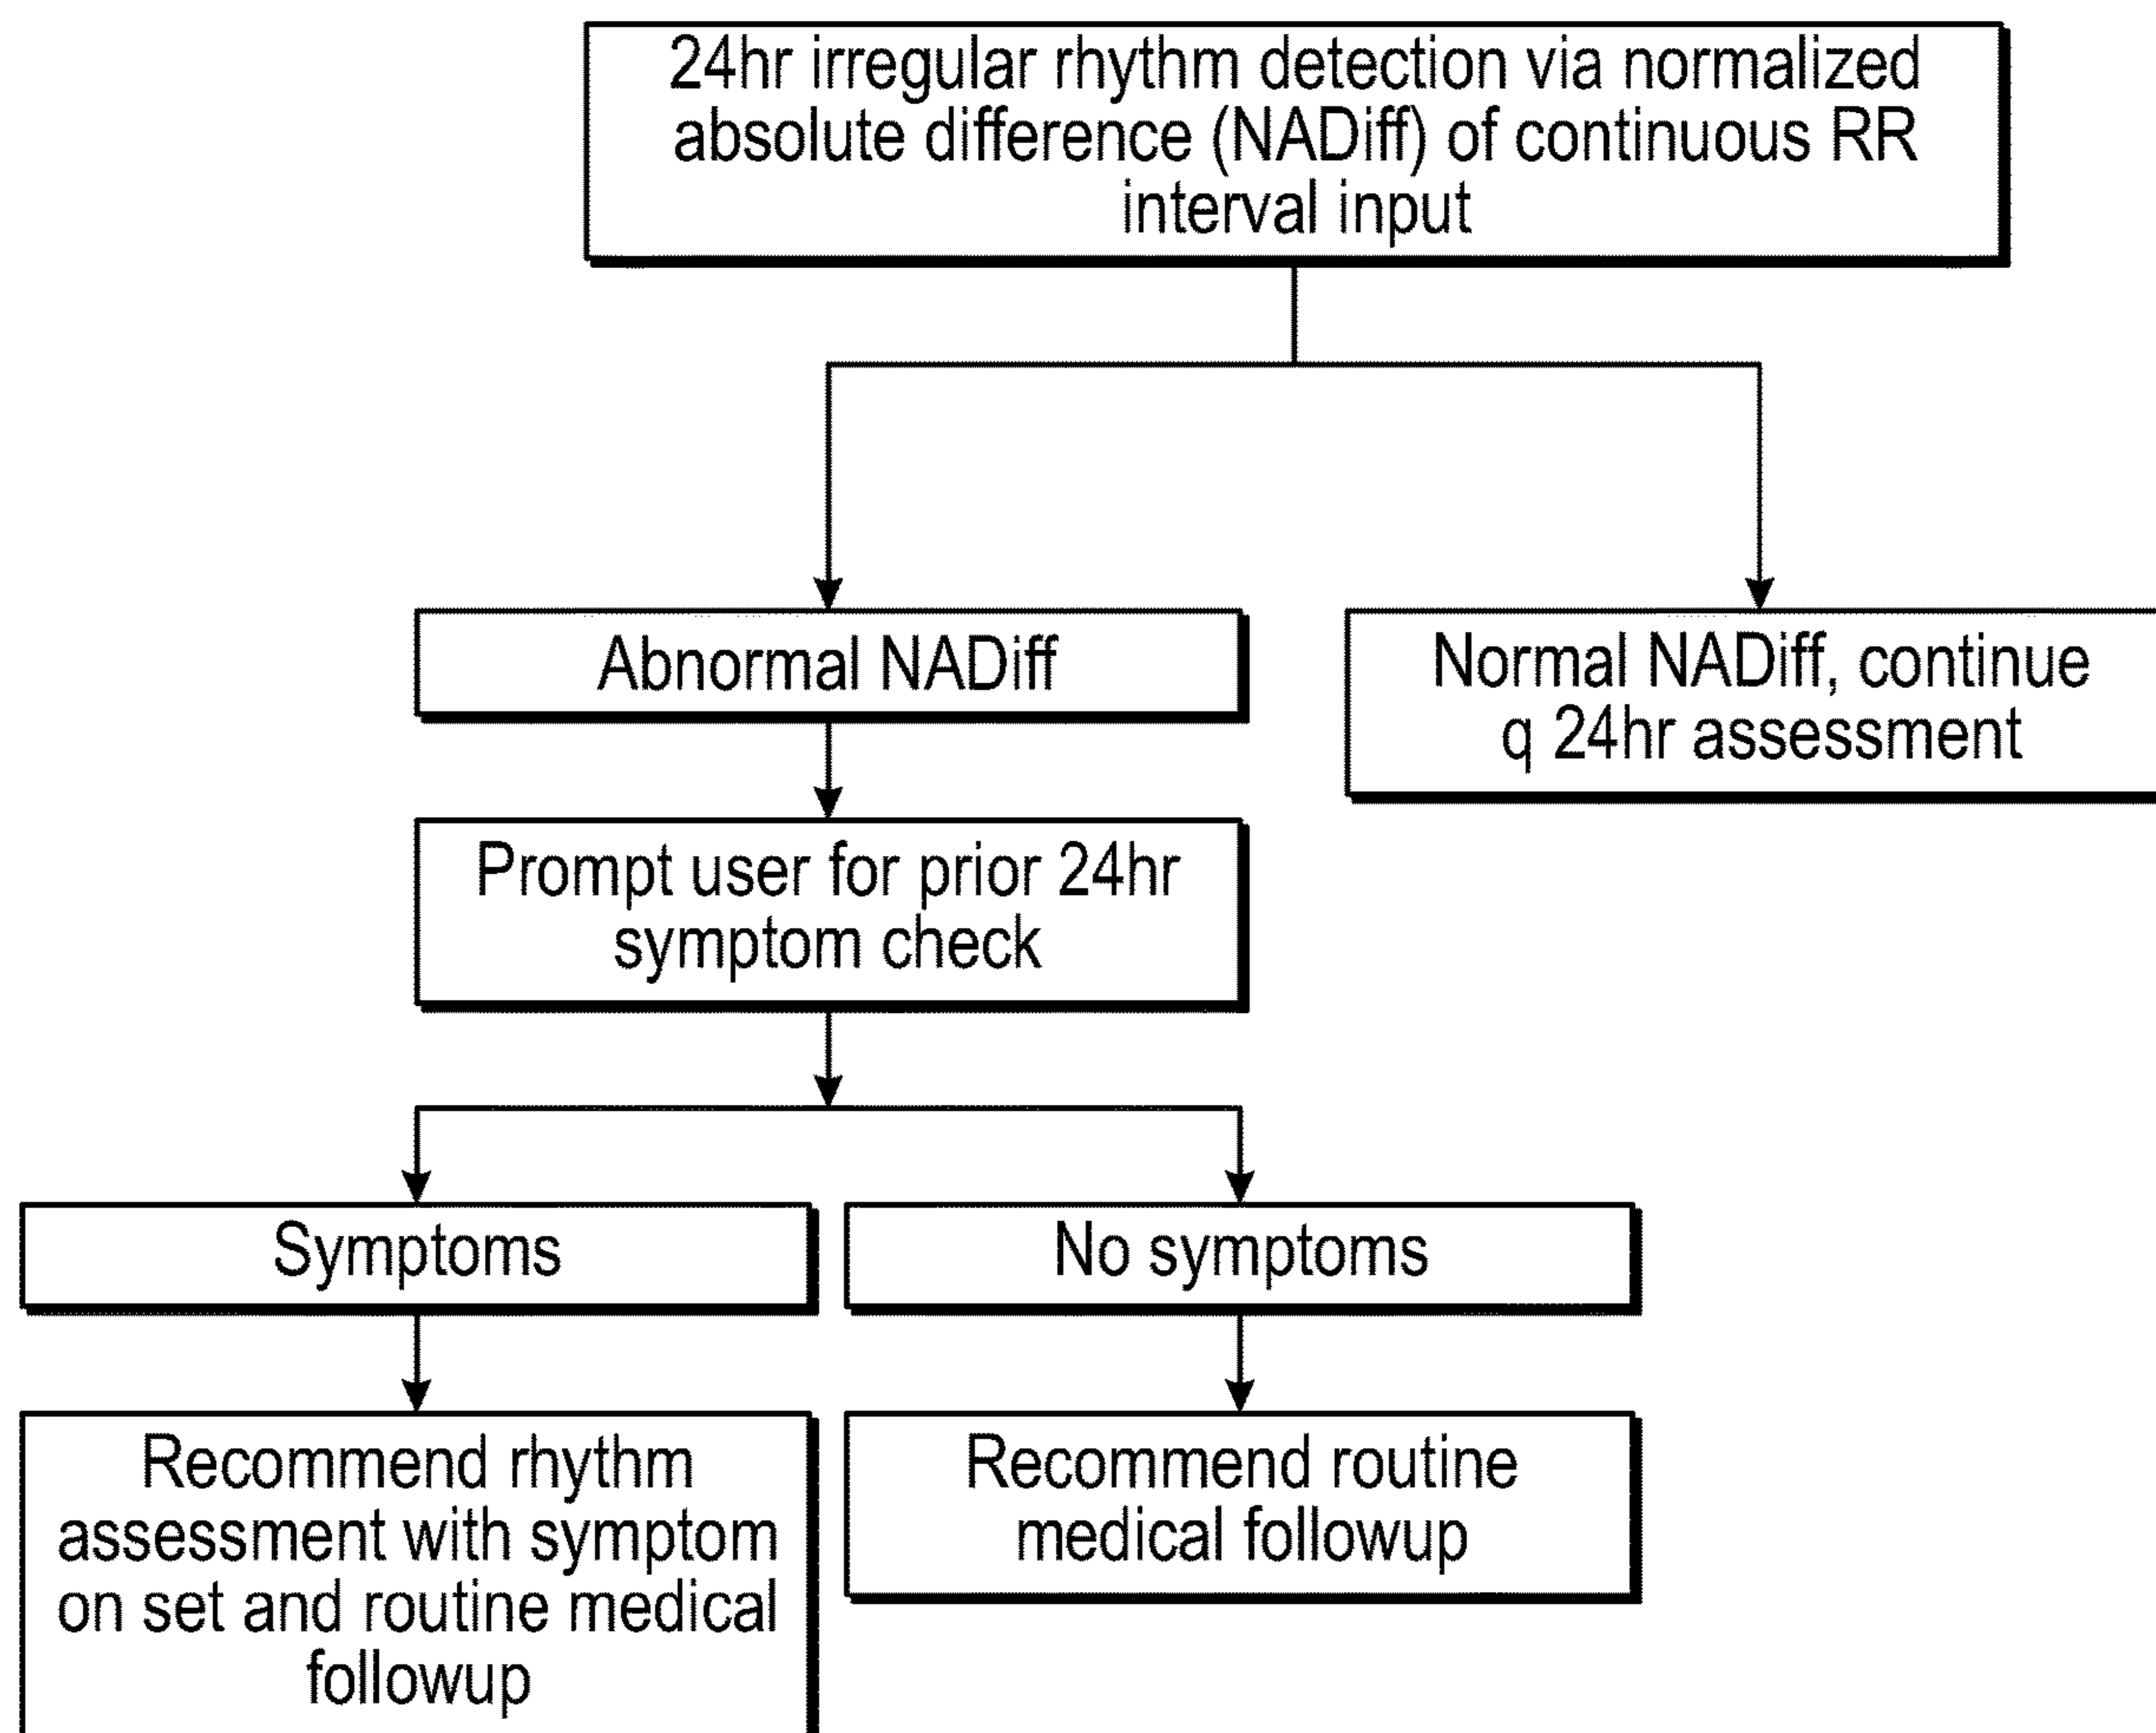 24hr irregular rhythm detection via normalized
absolute difference (NADiff) of continuous RR
interval input
Abnormal NADiff
Normal NADiff, continue
q 24hr assessment
Prompt user for prior 24hr
symptom check
Symptoms
No symptoms
Recommend rhythm
assessment with symptom
on set and routine medical
followup
Recommend routine
medical followup